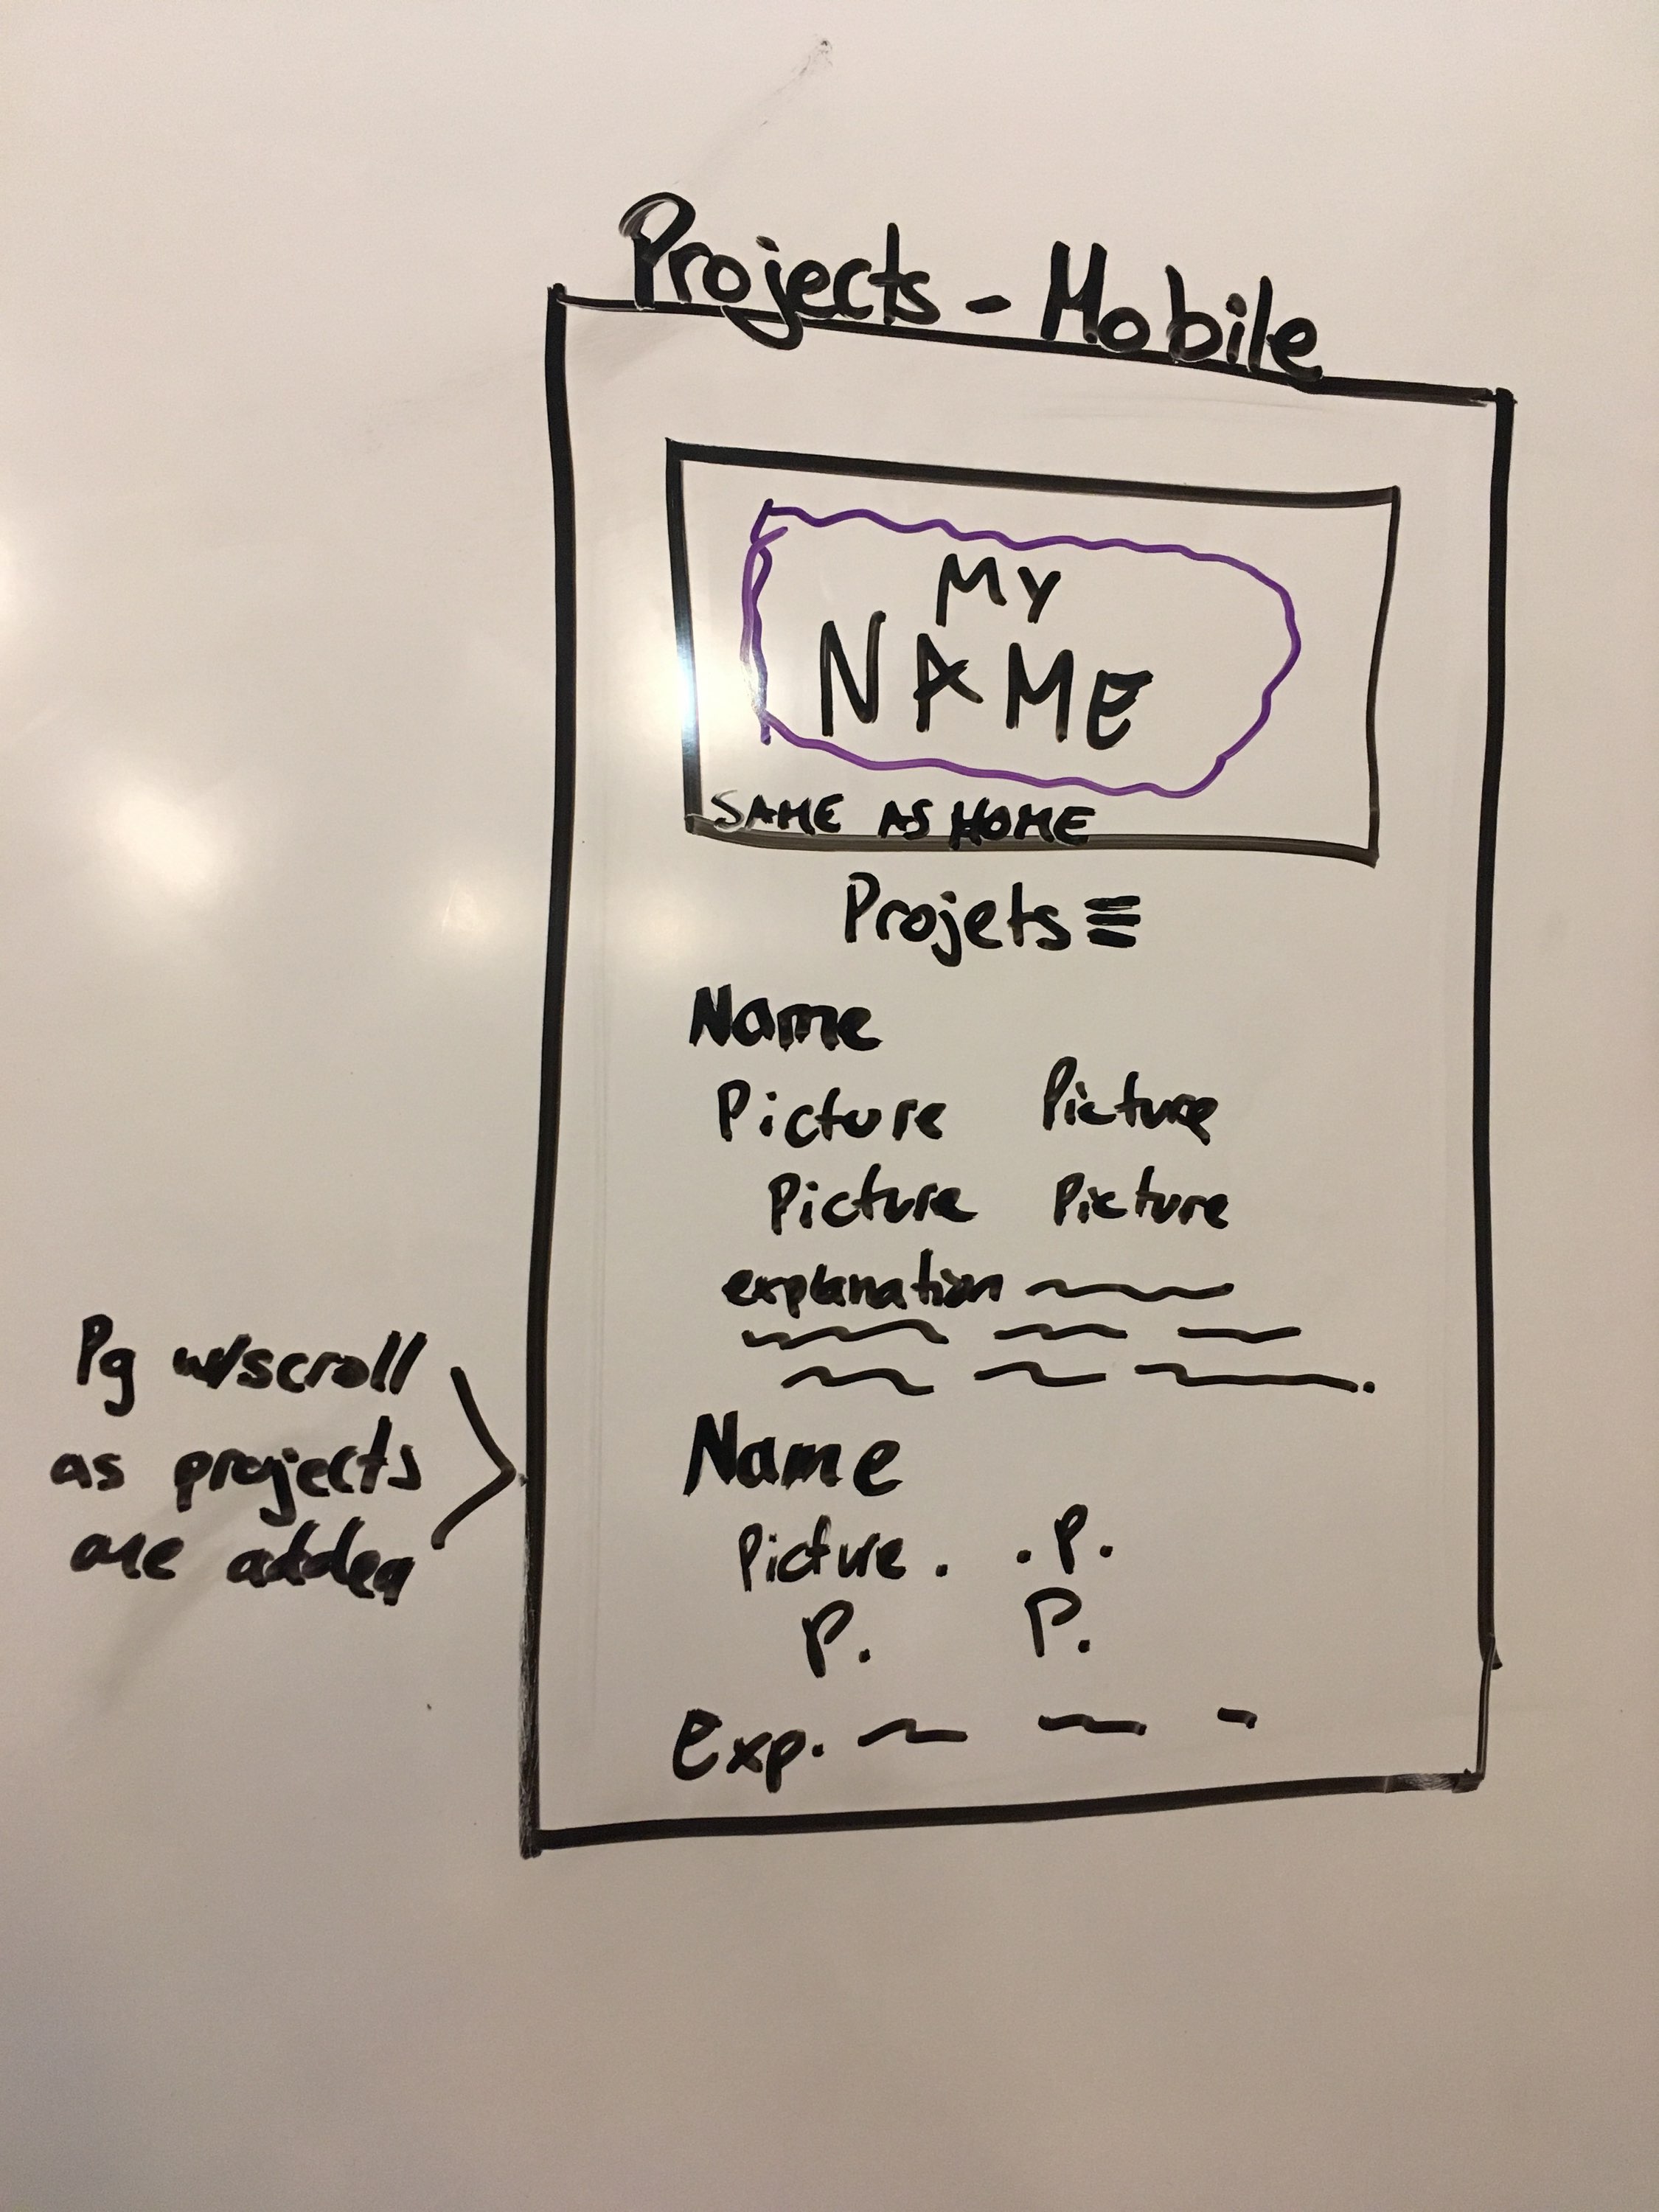 Projects - Mobile
MY
NAME
SAME AS HOME
Projets
Name
Picture Picture
Picture Picture
explanation
Name
Picture. .P.
P. P.
Exp.
Pg w/scroll
as projects
are added